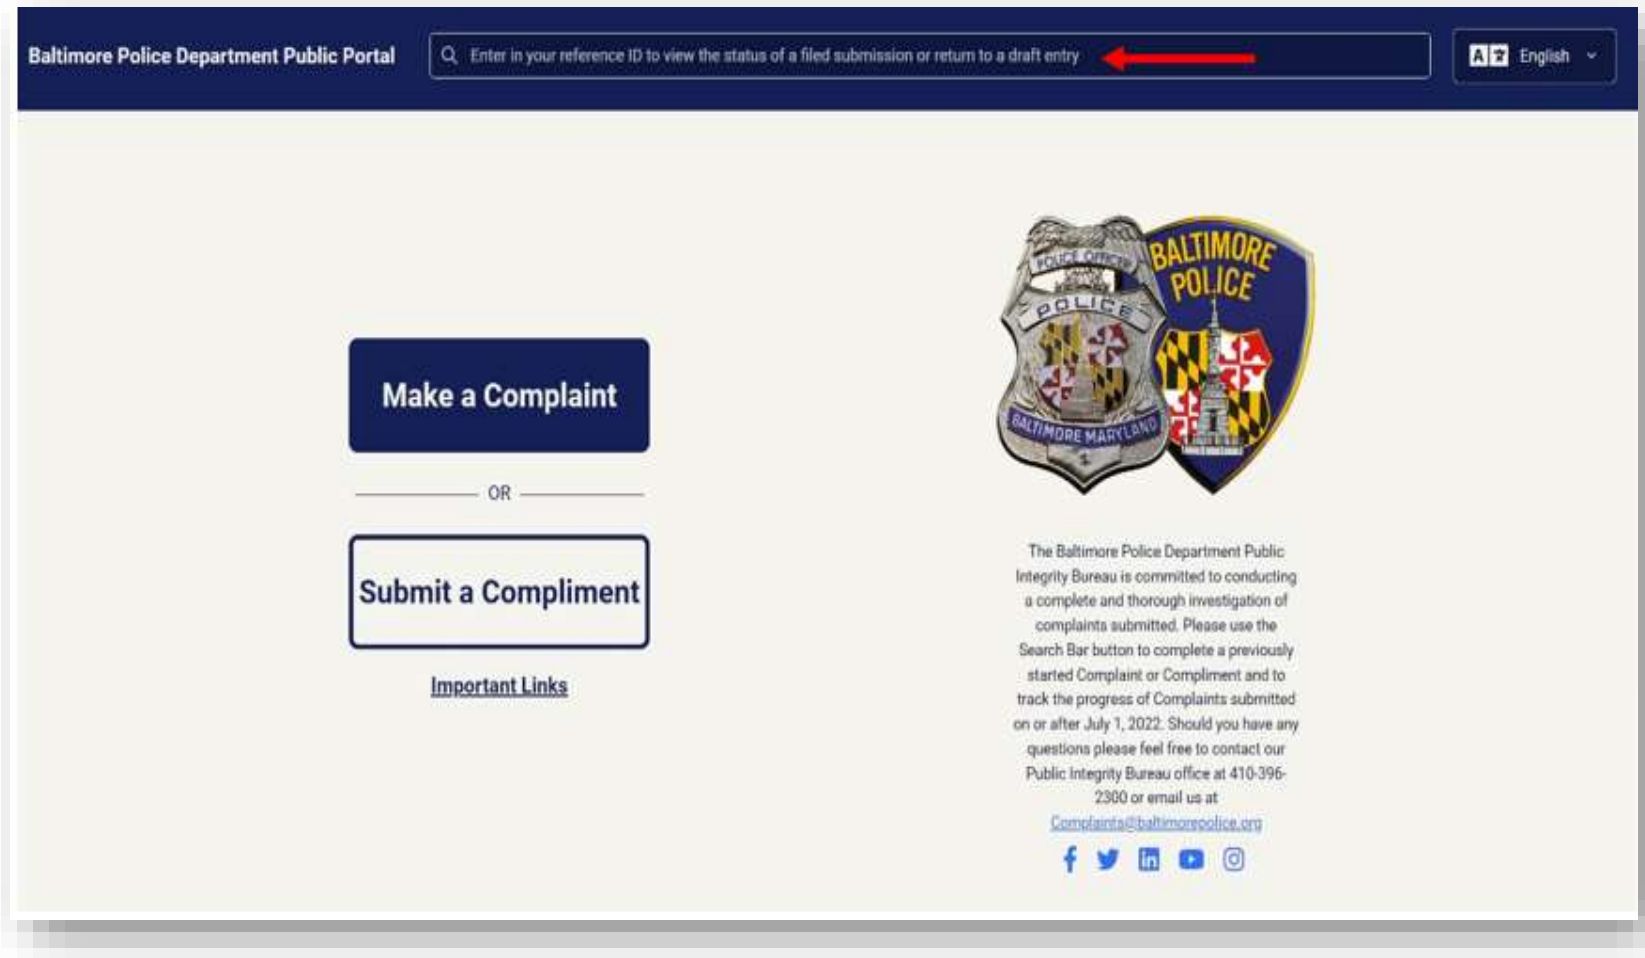 Baltimore Police Department Public Portal
Enter in your reference ID to view the status of a filed submission or return to a draft entry
English
Make a Complaint
OR
Submit a Compliment
Important Links
POLICE OFFICER
POLICE
BALTIMORE MARYLAND
1
BALTIMORE
POLICE
The Baltimore Police Department Public
Integrity Bureau is committed to conducting
a complete and thorough investigation of
complaints submitted. Please use the
Search Bar button to complete a previously
started Complaint or Compliment and to
track the progress of Complaints submitted
on or after July 1, 2022. Should you have any
questions please feel free to contact our
Public Integrity Bureau office at 410-396-
2300 or email us at
Complaints@baltimorepolice.org